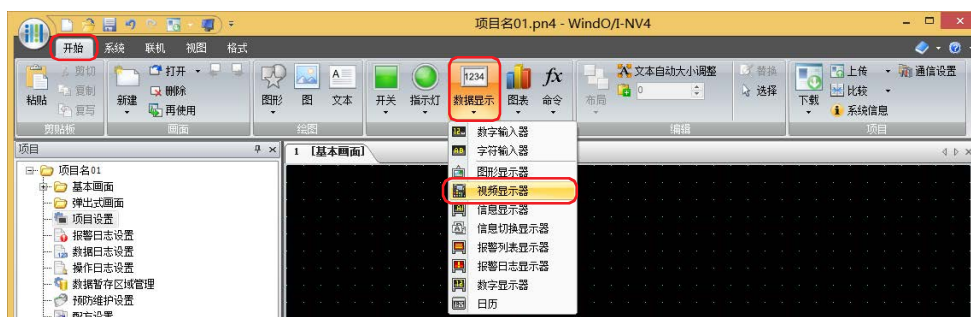 项目名01.pn4 - WindO/I-NV4
开始 系统 联机 视图 格式
粘贴 剪切 复制 复写
剪贴板
新建 打开 删除 再使用
画面
图形 图 文本
绘图
开关 指示灯 1234 数据显示 图表 fx 命令
布局 文本自动大小调整 0 替换 选择
编辑
下载 上传 比较 系统信息 通信设置
项目
项目
1 [基本画面]
项目名01
基本画面
弹出式画面
项目设置
报警日志设置
数据日志设置
操作日志设置
数据暂存区域管理
预防维护设置
配方设置
数字输入器
字符输入器
图形显示器
视频显示器
信息显示器
信息切换显示器
报警列表显示器
报警日志显示器
数字显示器
日历